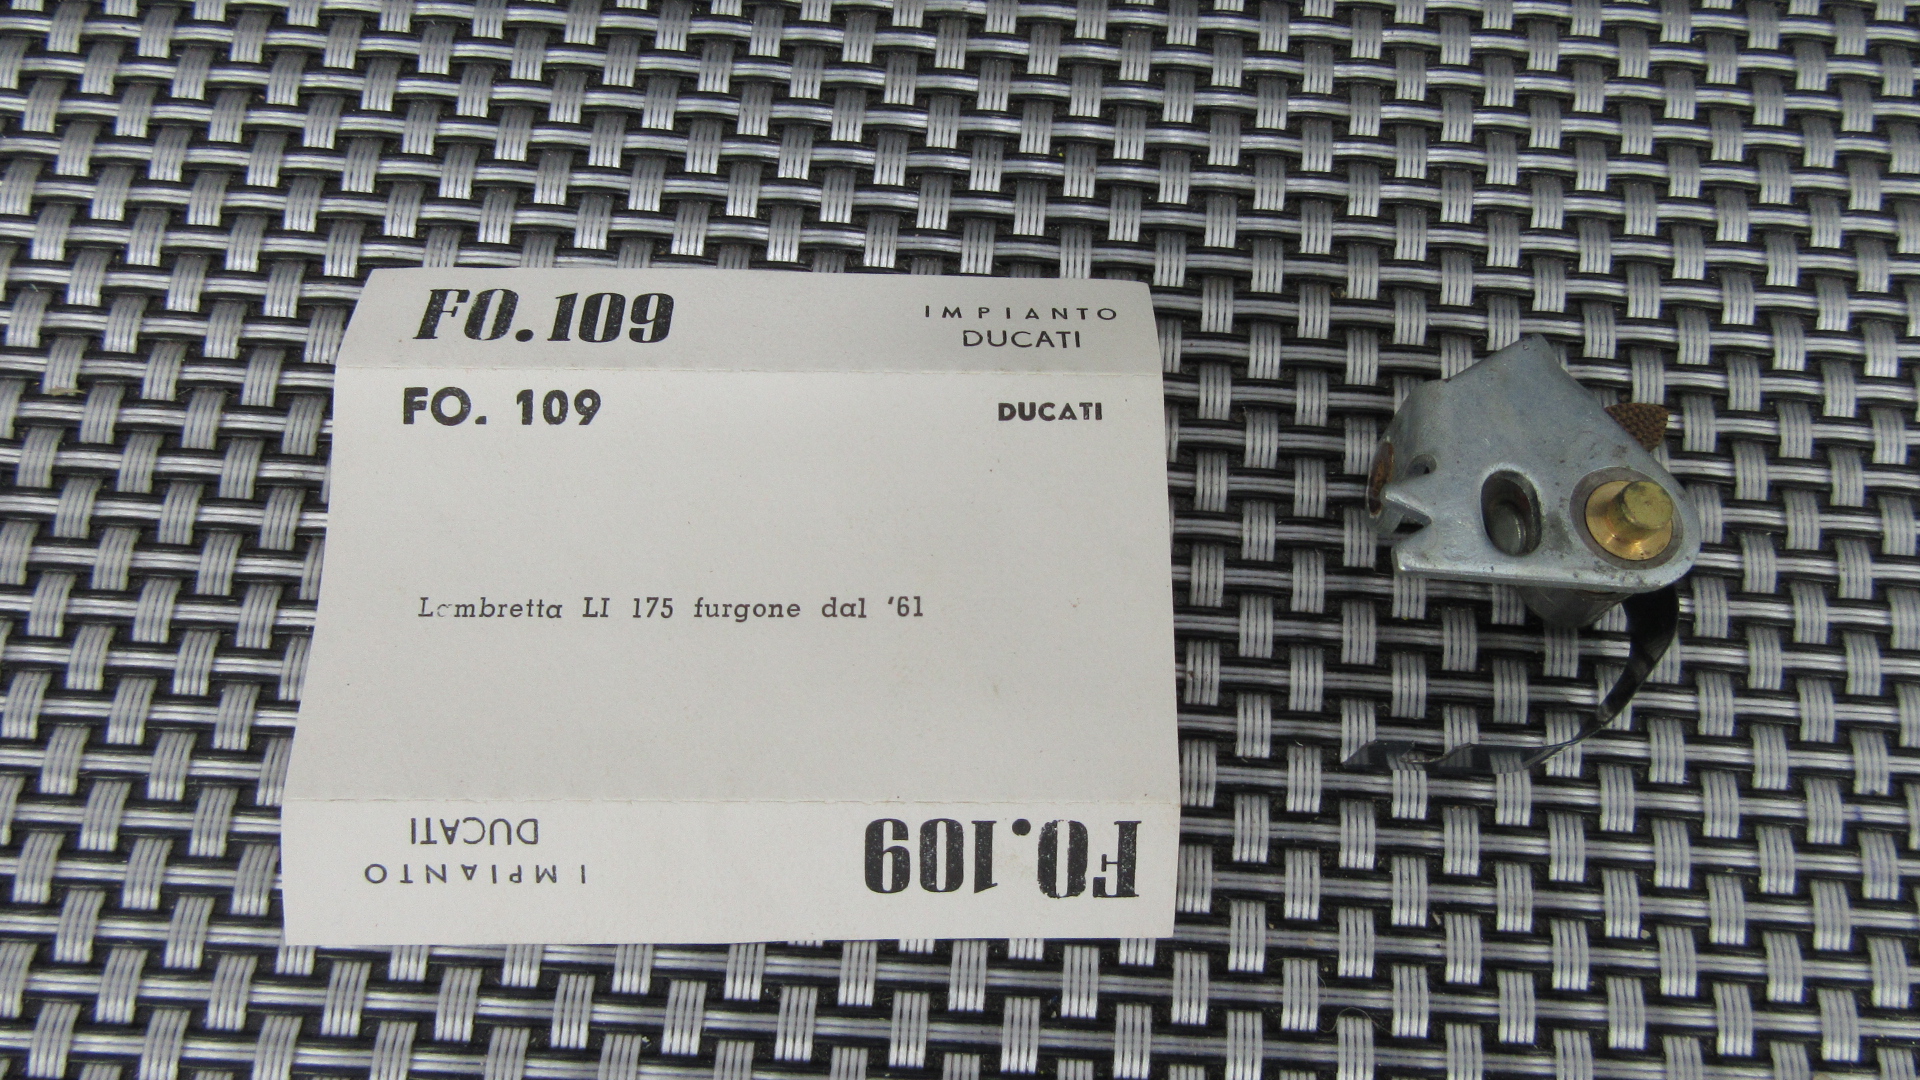 FO. 109
IMPIANTO
DUCATI
FO. 109
DUCATI
Lambretta LI 175 furgone dal '61
FO. 109
IMPIANTO
DUCATI